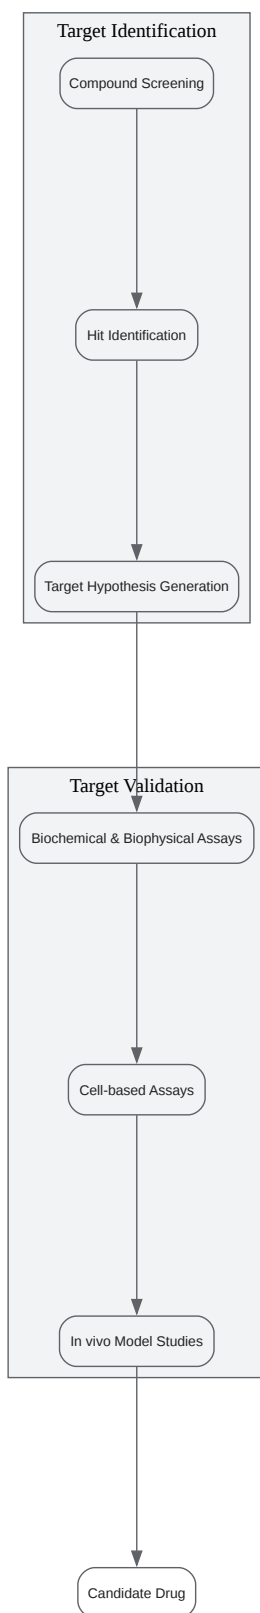 Target Identification
Compound Screening
Hit Identification
Target Hypothesis Generation
Target Validation
Biochemical & Biophysical Assays
Cell-based Assays
In vivo Model Studies
Candidate Drug